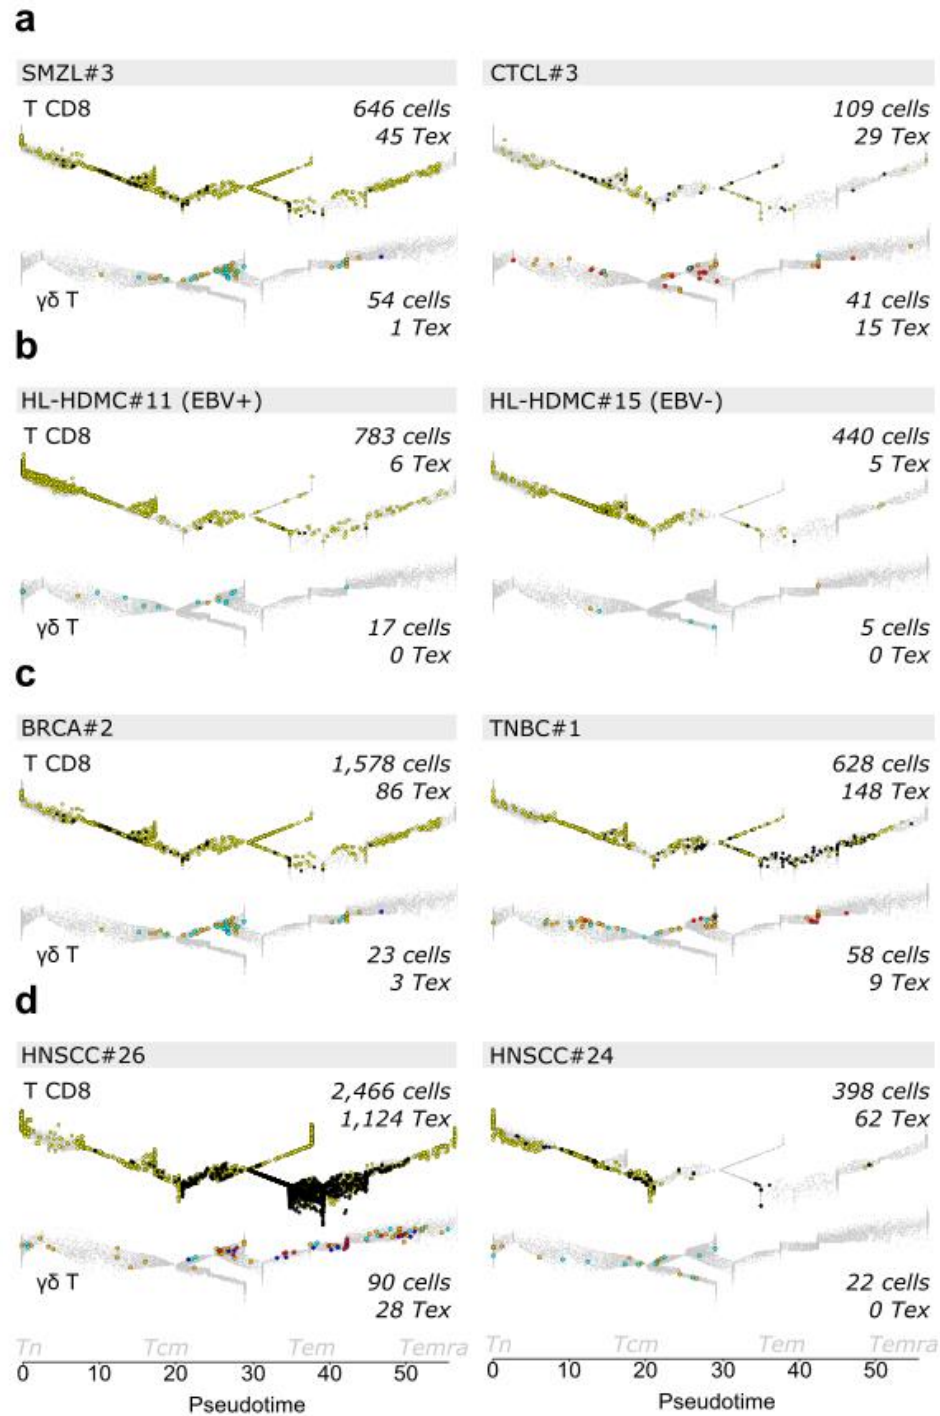 a
SMZL#3
CTCL#3
T CD8
646 cells
45 Tex
109 cells
29 Tex
γδ T
54 cells
1 Tex
41 cells
15 Tex
b
HL-HDMC#11 (EBV+)
HL-HDMC#15 (EBV-)
T CD8
783 cells
6 Tex
440 cells
5 Tex
γδ T
17 cells
0 Tex
5 cells
0 Tex
c
BRCA#2
TNBC#1
T CD8
1,578 cells
86 Tex
628 cells
148 Tex
γδ T
23 cells
3 Tex
58 cells
9 Tex
d
HNSCC#26
HNSCC#24
T CD8
2,466 cells
1,124 Tex
398 cells
62 Tex
γδ T
90 cells
28 Tex
22 cells
0 Tex
Tn Tcm Tem Temra
0 10 20 30 40 50
Pseudotime
Tn Tcm Tem Temra
0 10 20 30 40 50
Pseudotime